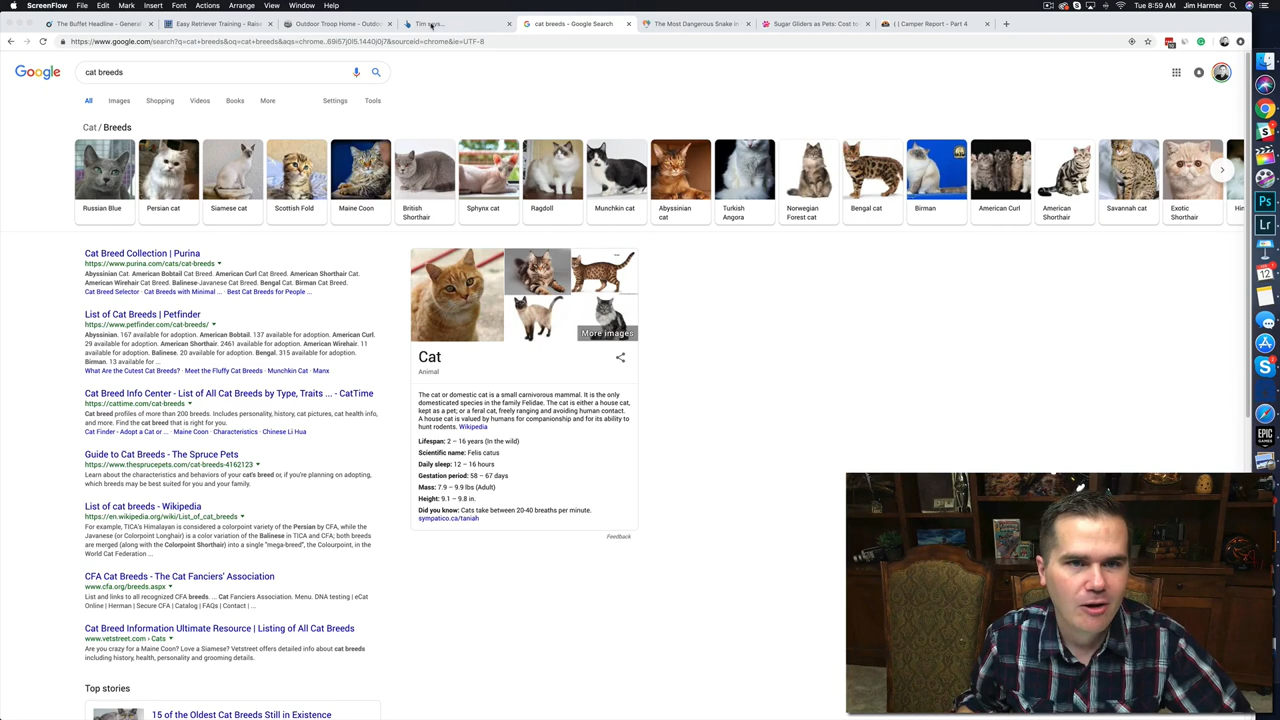 ScreenFlow File Edit Mark Insert Font Actions Arrange View Window Help
Tue 8:59 AM Jim Harmer
The Buffet Headline - General
Easy Retriever Training - Raise
Outdoor Troop Home - Outdo
Tim says...
cat breeds - Google Search
The Most Dangerous Snake in
Sugar Gliders as Pets: Cost to
( ) Camper Report - Part 4
https://www.google.com/search?q=cat+breeds&oq=cat+breeds&aqs=chrome..69i57j0l5.1440j0j7&sourceid=chrome&ie=UTF-8
Google
cat breeds
All Images Shopping Videos Books More Settings Tools
Cat / Breeds
Russian Blue
Persian cat
Siamese cat
Scottish Fold
Maine Coon
British
Shorthair
Sphynx cat
Ragdoll
Munchkin cat
Abyssinian
cat
Turkish
Angora
Norwegian
Forest cat
Bengal cat
Birman
American Curl
American
Shorthair
Savannah cat
Exotic
Shorthair
Cat Breed Collection | Purina
https://www.purina.com/cats/cat-breeds
Abyssinian Cat. American Bobtail Cat Breed. American Curl Cat Breed. American Shorthair Cat.
American Wirehair Cat Breed. Balinese-Javanese Cat Breed. Bengal Cat. Birman Cat Breed.
Cat Breed Selector · Cat Breeds with Minimal ... · Best Cat Breeds for People ...
List of Cat Breeds | Petfinder
https://www.petfinder.com/cat-breeds/
Abyssinian. 167 available for adoption. American Bobtail. 137 available for adoption. American Curl.
29 available for adoption. American Shorthair. 2461 available for adoption. American Wirehair. 11
available for adoption. Balinese. 20 available for adoption. Bengal. 315 available for adoption.
Birman. 13 available for ...
What Are the Cutest Cat Breeds? · Meet the Fluffy Cat Breeds · Munchkin Cat · Manx
Cat Breed Info Center - List of All Cat Breeds by Type, Traits ... - CatTime
https://cattime.com/cat-breeds
Cat breed profiles of more than 200 breeds. Includes personality, history, cat pictures, cat health info,
and more. Find the cat breed that is right for you.
Cat Finder - Adopt a Cat or ... · Maine Coon · Characteristics · Chinese Li Hua
Guide to Cat Breeds - The Spruce Pets
https://www.thesprucepets.com/cat-breeds-4162123
Learn about the characteristics and behaviors of your cat's breed or, if you're planning on adopting,
which breeds may be best suited for you and your family.
List of cat breeds - Wikipedia
https://en.wikipedia.org/wiki/List_of_cat_breeds
For example, TICA's Himalayan is considered a colorpoint variety of the Persian by CFA, while the
Javanese (or Colorpoint Longhair) is a color variation of the Balinese in TICA and CFA; both breeds
are merged (along with the Colorpoint Shorthair) into a single "mega-breed", the Colourpoint, in the
World Cat Federation ...
CFA Cat Breeds - The Cat Fanciers' Association
www.cfa.org/breeds.aspx
List and links to all recognized CFA breeds. ... Cat Fanciers Association. Menu. DNA testing | eCat
Online | Herman | Secure CFA | Catalog | FAQs | Contact | ...
Cat Breed Information Ultimate Resource | Listing of All Cat Breeds
www.vetstreet.com › Cats
Are you crazy for a Maine Coon? Love a Siamese? Vetstreet offers detailed info about cat breeds
including history, health, personality and grooming details.
Top stories
15 of the Oldest Cat Breeds Still in Existence
More images
Cat
Animal
The cat or domestic cat is a small carnivorous mammal. It is the only
domesticated species in the family Felidae. The cat is either a house cat,
kept as a pet; or a feral cat, freely ranging and avoiding human contact.
A house cat is valued by humans for companionship and for its ability to
hunt rodents. Wikipedia
Lifespan: 2 – 16 years (In the wild)
Scientific name: Felis catus
Daily sleep: 12 – 16 hours
Gestation period: 58 – 67 days
Mass: 7.9 – 9.9 lbs (Adult)
Height: 9.1 – 9.8 in.
Did you know: Cats take between 20-40 breaths per minute.
sympatico.ca/taniah
Feedback
Ps
Lr
12
EPIC
GAMES